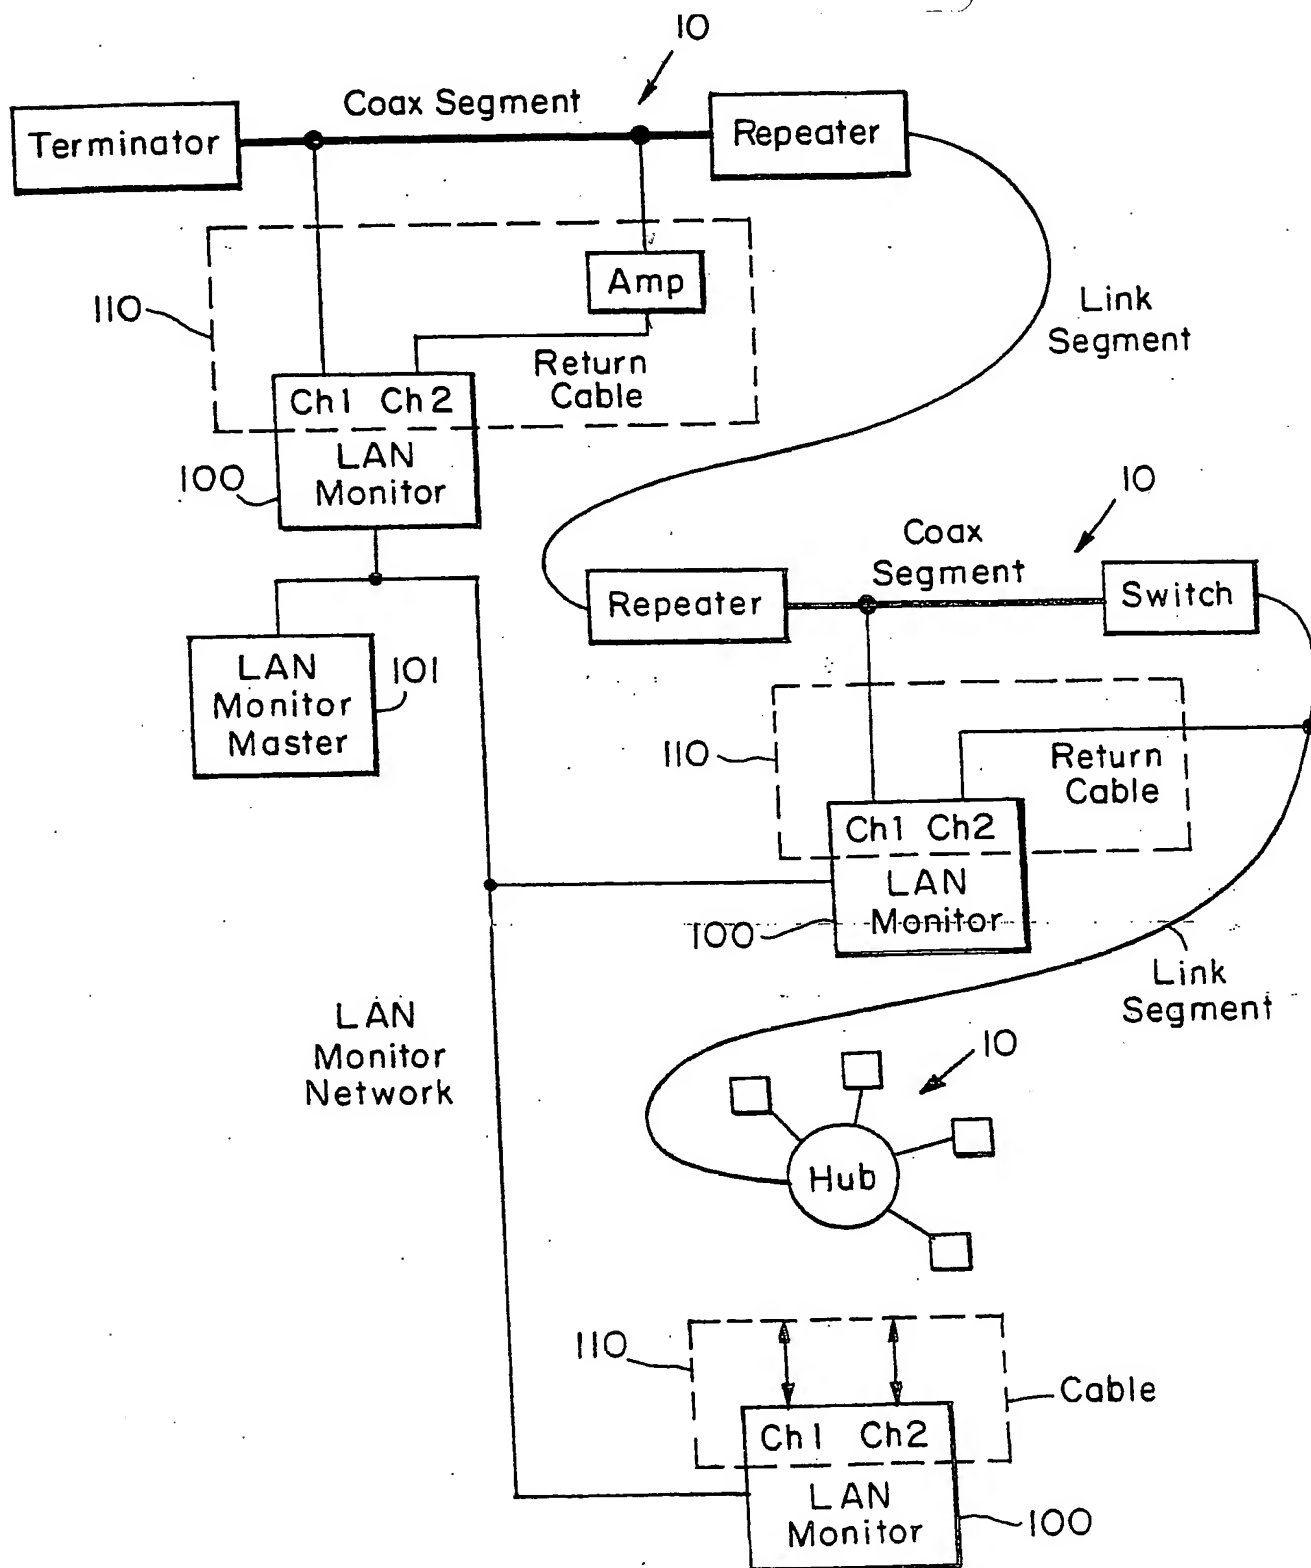 10
Coax Segment
Terminator
Repeater
Amp
110
Link
Segment
Return
Cable
Ch1 Ch2
LAN
Monitor
100
10
Coax
Segment
Repeater
Switch
LAN
Monitor
Master
101
110
Return
Cable
Ch1 Ch2
LAN
Monitor
100
Link
Segment
LAN
Monitor
Network
10
Hub
110
Cable
Ch1 Ch2
LAN
Monitor
100